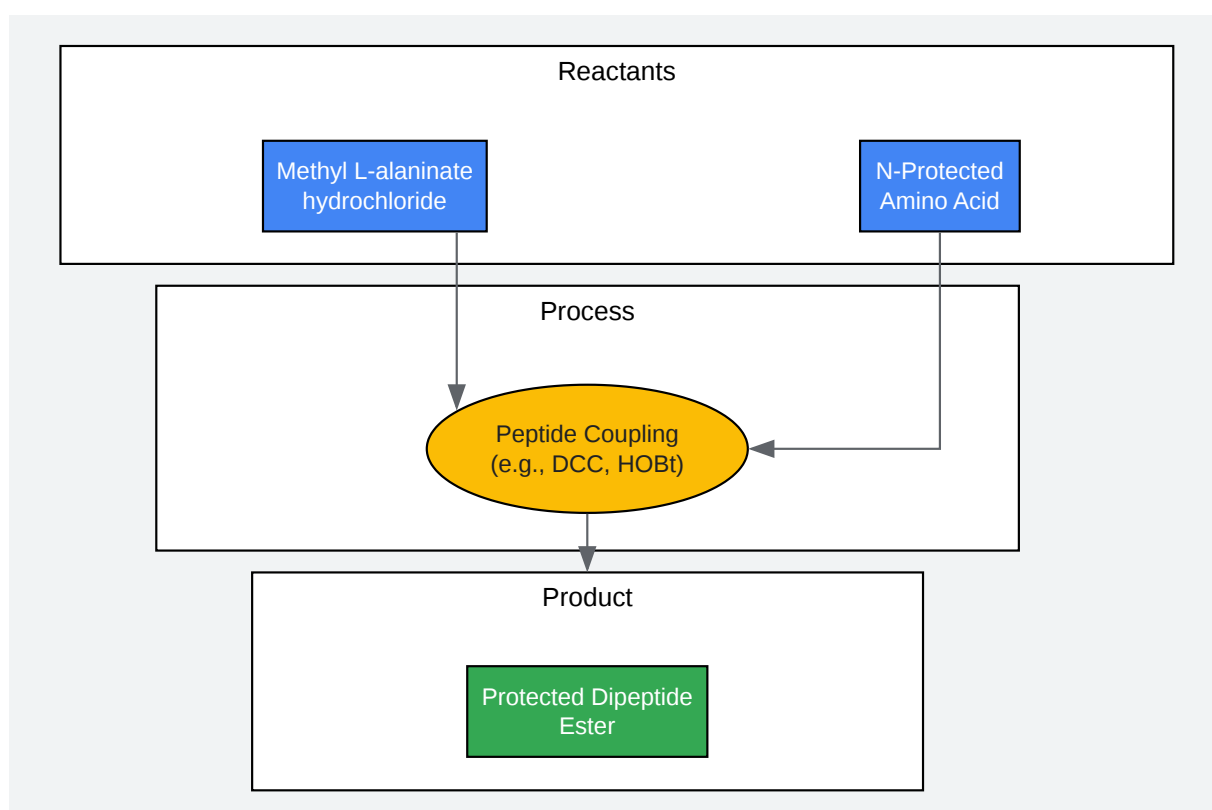 Reactants
Methyl L-alaninate
hydrochloride
N-Protected
Amino Acid
Process
Peptide Coupling
(e.g., DCC, HOBt)
Product
Protected Dipeptide
Ester